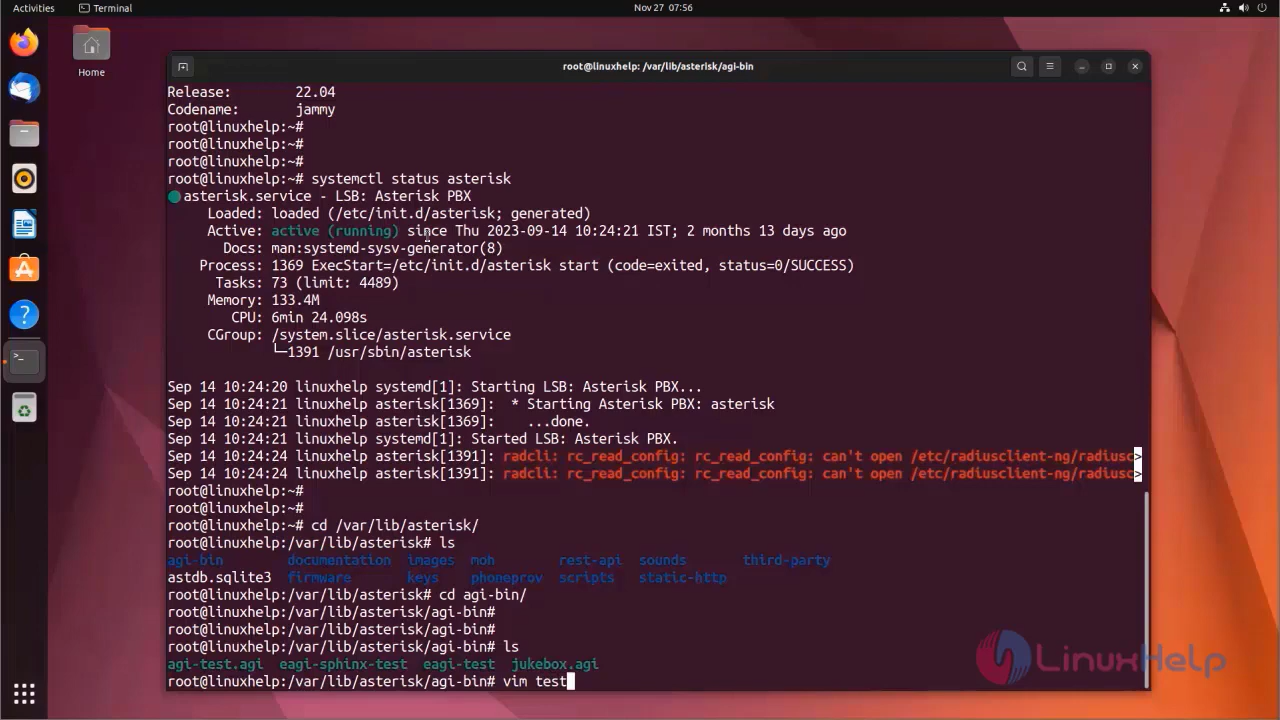 Activities Terminal Nov 27 07:56
Home
root@linuxhelp: /var/lib/asterisk/agi-bin
Release: 22.04
Codename: jammy
root@linuxhelp:~#
root@linuxhelp:~#
root@linuxhelp:~#
root@linuxhelp:~# systemctl status asterisk
asterisk.service - LSB: Asterisk PBX
Loaded: loaded (/etc/init.d/asterisk; generated)
Active: active (running) since Thu 2023-09-14 10:24:21 IST; 2 months 13 days ago
Docs: man:systemd-sysv-generator(8)
Process: 1369 ExecStart=/etc/init.d/asterisk start (code=exited, status=0/SUCCESS)
Tasks: 73 (limit: 4489)
Memory: 133.4M
CPU: 6min 24.098s
CGroup: /system.slice/asterisk.service
└─1391 /usr/sbin/asterisk
Sep 14 10:24:20 linuxhelp systemd[1]: Starting LSB: Asterisk PBX...
Sep 14 10:24:21 linuxhelp asterisk[1369]:  * Starting Asterisk PBX: asterisk
Sep 14 10:24:21 linuxhelp asterisk[1369]:    ...done.
Sep 14 10:24:21 linuxhelp systemd[1]: Started LSB: Asterisk PBX.
Sep 14 10:24:24 linuxhelp asterisk[1391]: radcli: rc_read_config: rc_read_config: can't open /etc/radiusclient-ng/radiusc>
Sep 14 10:24:24 linuxhelp asterisk[1391]: radcli: rc_read_config: rc_read_config: can't open /etc/radiusclient-ng/radiusc>
root@linuxhelp:~#
root@linuxhelp:~#
root@linuxhelp:~# cd /var/lib/asterisk/
root@linuxhelp:/var/lib/asterisk# ls
agi-bin documentation images moh rest-api sounds third-party
astdb.sqlite3 firmware keys phoneprov scripts static-http
root@linuxhelp:/var/lib/asterisk# cd agi-bin/
root@linuxhelp:/var/lib/asterisk/agi-bin#
root@linuxhelp:/var/lib/asterisk/agi-bin#
root@linuxhelp:/var/lib/asterisk/agi-bin# ls
agi-test.agi eagi-sphinx-test eagi-test jukebox.agi
root@linuxhelp:/var/lib/asterisk/agi-bin# vim test
LinuxHelp